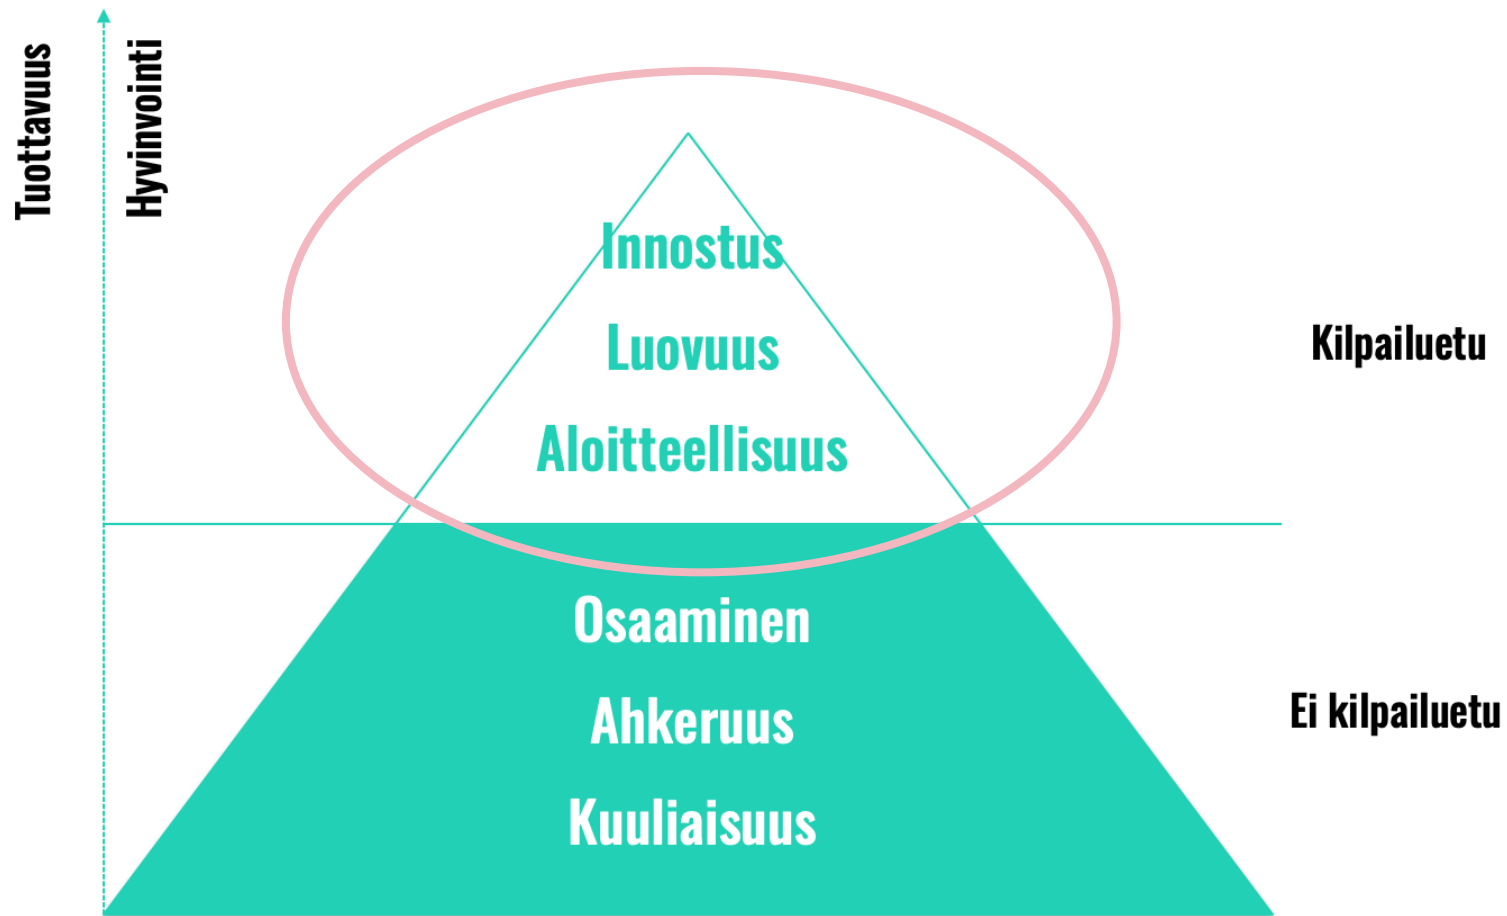 Tuottavuus
Hyvinvointi
Innostus
Luovuus
Aloitteellisuus
Kilpailuetu
Osaaminen
Ahkeruus
Kuuliaisuus
Ei kilpailuetu